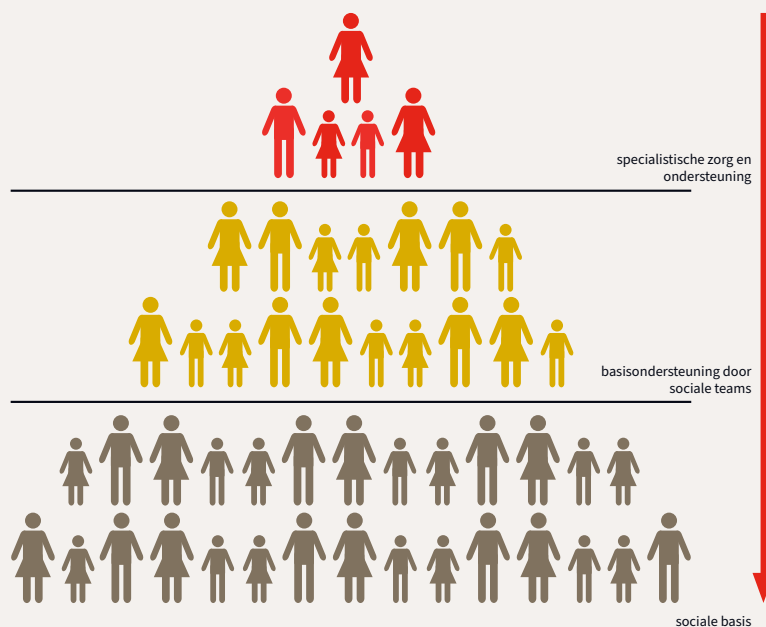 specialistische zorg en
ondersteuning
basisondersteuning door
sociale teams
sociale basis